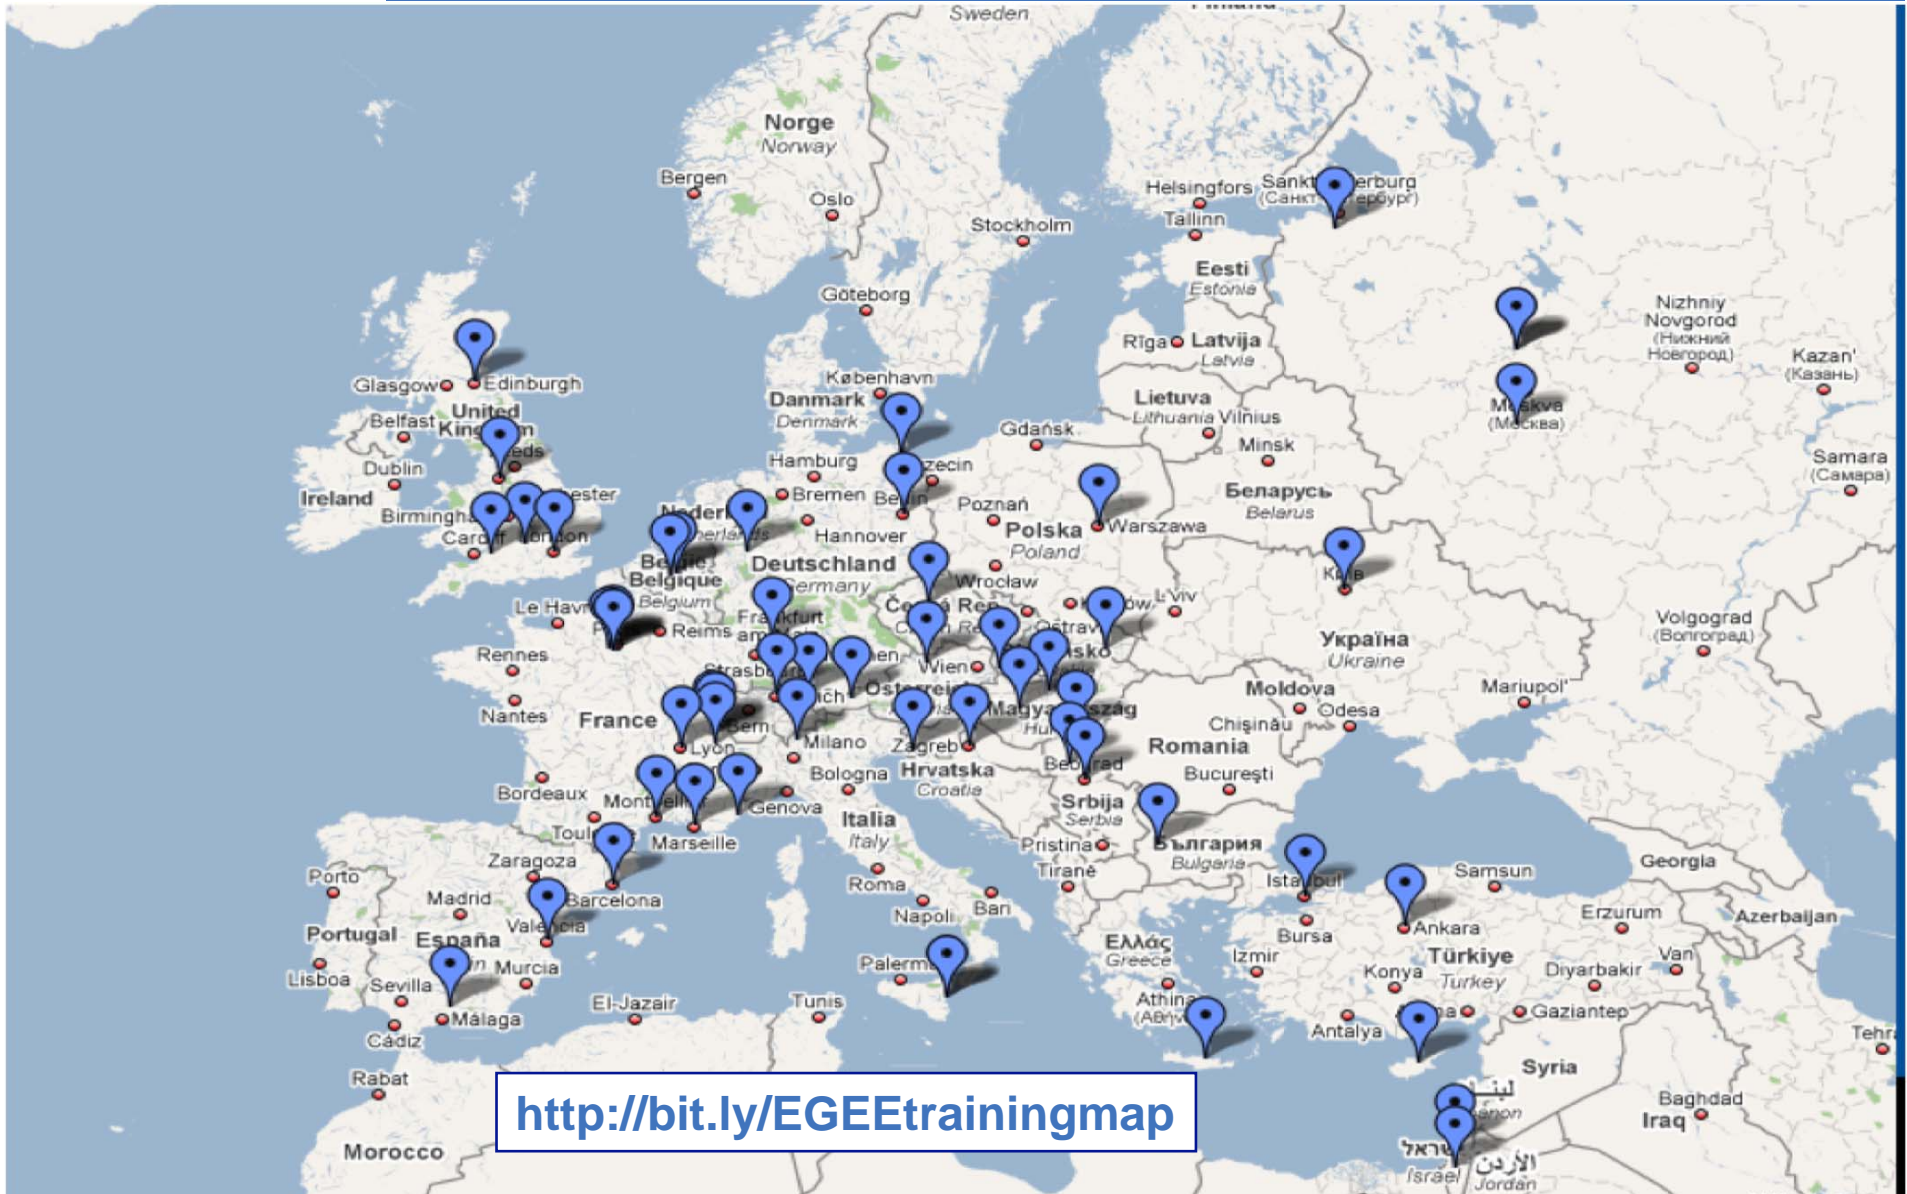 Sweden
Norge
Norway
Bergen
Oslo
Helsingfors
Tallinn
Stockholm
Eesti
Estonia
Göteborg
Nizhniy
Novgorod
(Нижний
Новгород)
Rīga
Latvija
Latvia
Kazan'
(Казань)
Glasgow
Edinburgh
København
Danmark
Denmark
Lietuva
Lithuania
Vilnius
(Москва)
Belfast
United
Gdańsk
Minsk
Dublin
Hamburg
Samara
(Самара)
Ireland
Bremen
Poznań
Беларусь
Belarus
Hannover
Polska
Poland
Warszawa
Deutschland
Belgique
Belgium
Wrocław
L'viv
Reims
Volgograd
(Волгоград)
Rennes
Wien
Україна
Ukraine
Nantes
France
Moldova
Mariupol'
Chişinău
Odesa
Lyon
Milano
Zagreb
Romania
Bordeaux
Bologna
Hrvatska
Croatia
Bucureşti
Genova
Italia
Italy
Srbija
Serbia
Marseille
Zaragoza
Pristina
Bulgaria
Georgia
Porto
Roma
Tiranë
Samsun
Madrid
Barcelona
Napoli
Bari
Erzurum
Azerbaijan
Portugal
España
Ελλάς
Greece
Bursa
Ankara
Türkiye
Turkey
Lisboa
Sevilla
Murcia
Izmir
Konya
Diyarbakir
Van
Málaga
Cádiz
El-Jazair
Tunis
Antalya
Gaziantep
Rabat
Syria
http://bit.ly/EGEEtrainingmap
Baghdad
Iraq
Morocco
Israel
الأردن
Jordan